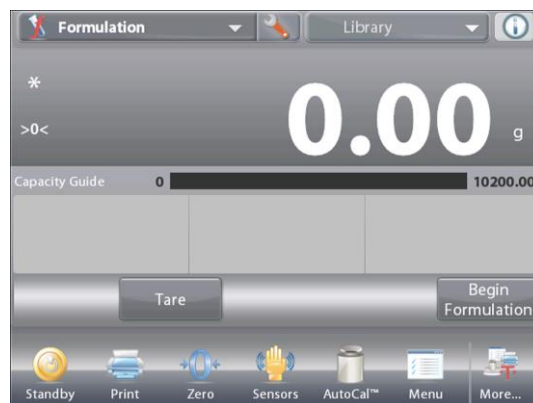 Formulation Library
*
>0< 0.00 g
Capacity Guide 0 10200.00
Tare Begin
Formulation
Standby Print Zero Sensors AutoCal™ Menu More...